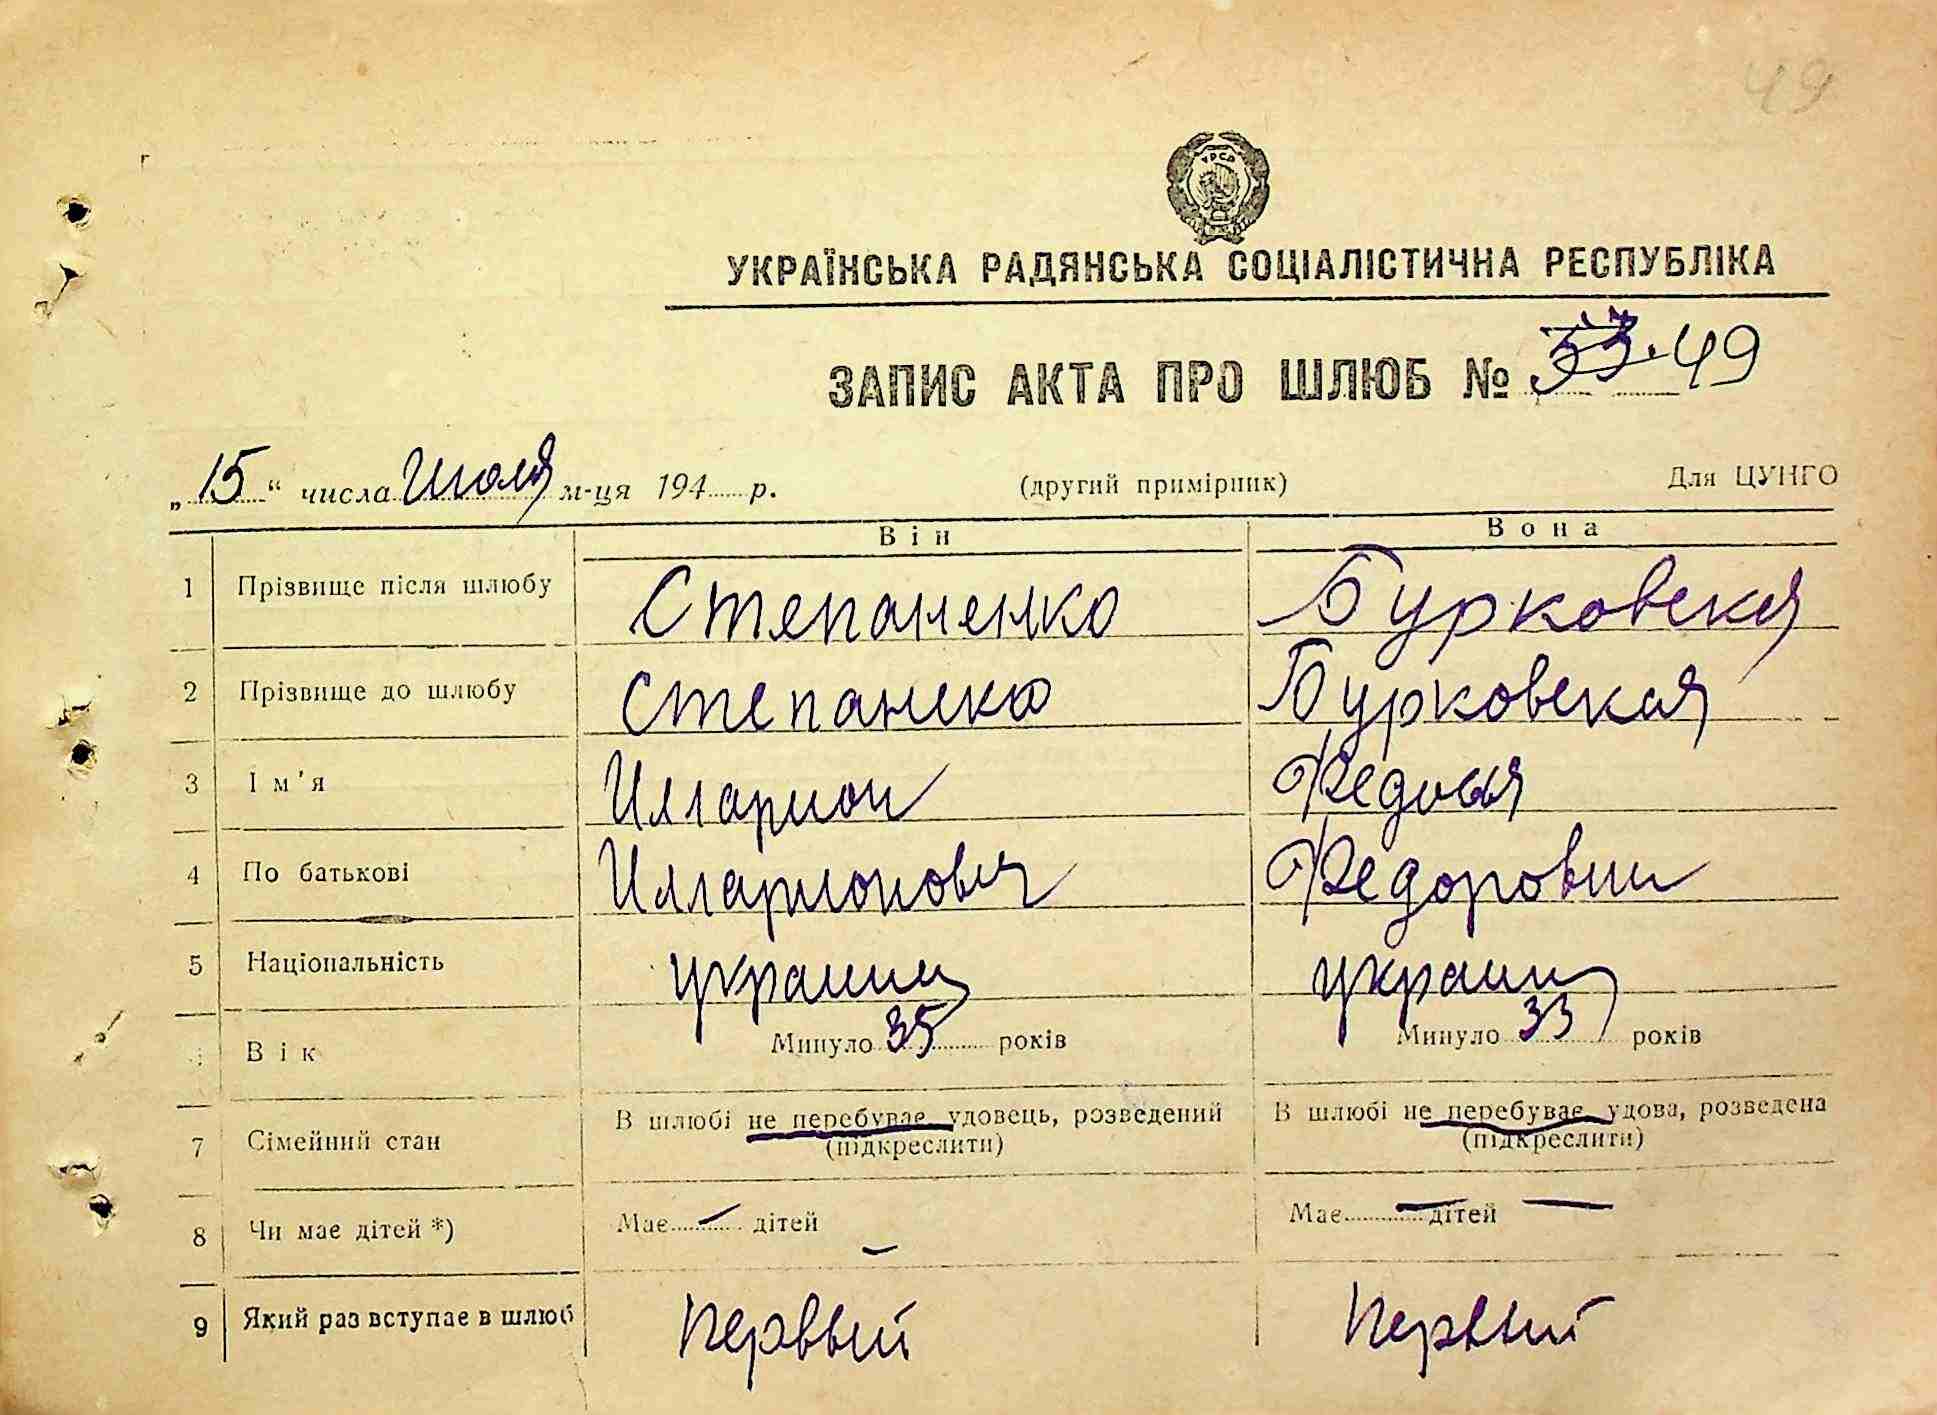 49
УРСР
УКРАЇНСЬКА РАДЯНСЬКА СОЦІАЛІСТИЧНА РЕСПУБЛІКА
ЗАПИС АКТА ПРО ШЛЮБ № 33. 49
„15“ числа Июля м-ця 194 р. (другий примірник) Для ЦУНГО
Він Вона
1 Прізвище після шлюбу Степаненко Бурковская
2 Прізвище до шлюбу Степаненко Бурковская
3 Ім'я Илларион
4 По батькові Илларионович Федоровн
5 Національність украинц украин
Вік Минуло 35 років Минуло 33 років
7 Сімейний стан В шлюбі не перебуває, удовець, розведений В шлюбі не перебуває, удова, розведена
(підкреслити) (підкреслити)
8 Чи має дітей *) Має — дітей Має — дітей —
9 Який раз вступає в шлюб Первый Первый